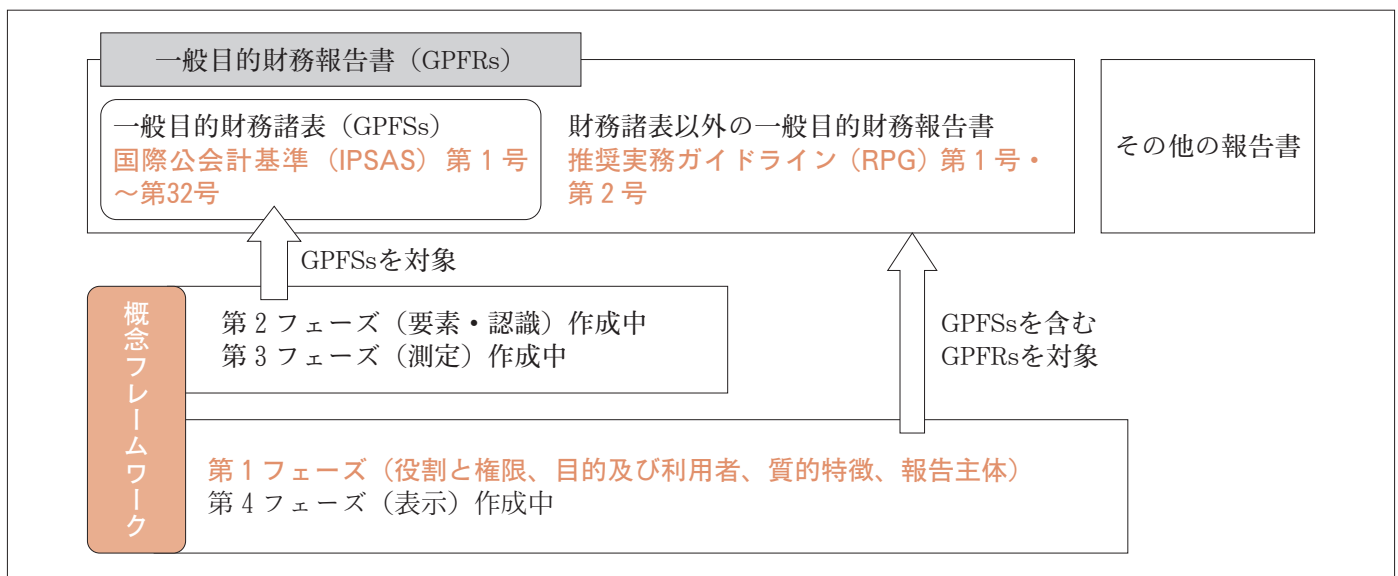 一般目的財務報告書（GPFRs）
一般目的財務諸表（GPFSs）
国際公会計基準（IPSAS）第１号
～第32号
財務諸表以外の一般目的財務報告書
推奨実務ガイドライン（RPG）第１号・
第２号
その他の報告書
GPFSsを対象
概念フレームワーク
第２フェーズ（要素・認識）作成中
第３フェーズ（測定）作成中
GPFSsを含む
GPFRsを対象
第１フェーズ（役割と権限、目的及び利用者、質的特徴、報告主体）
第４フェーズ（表示）作成中